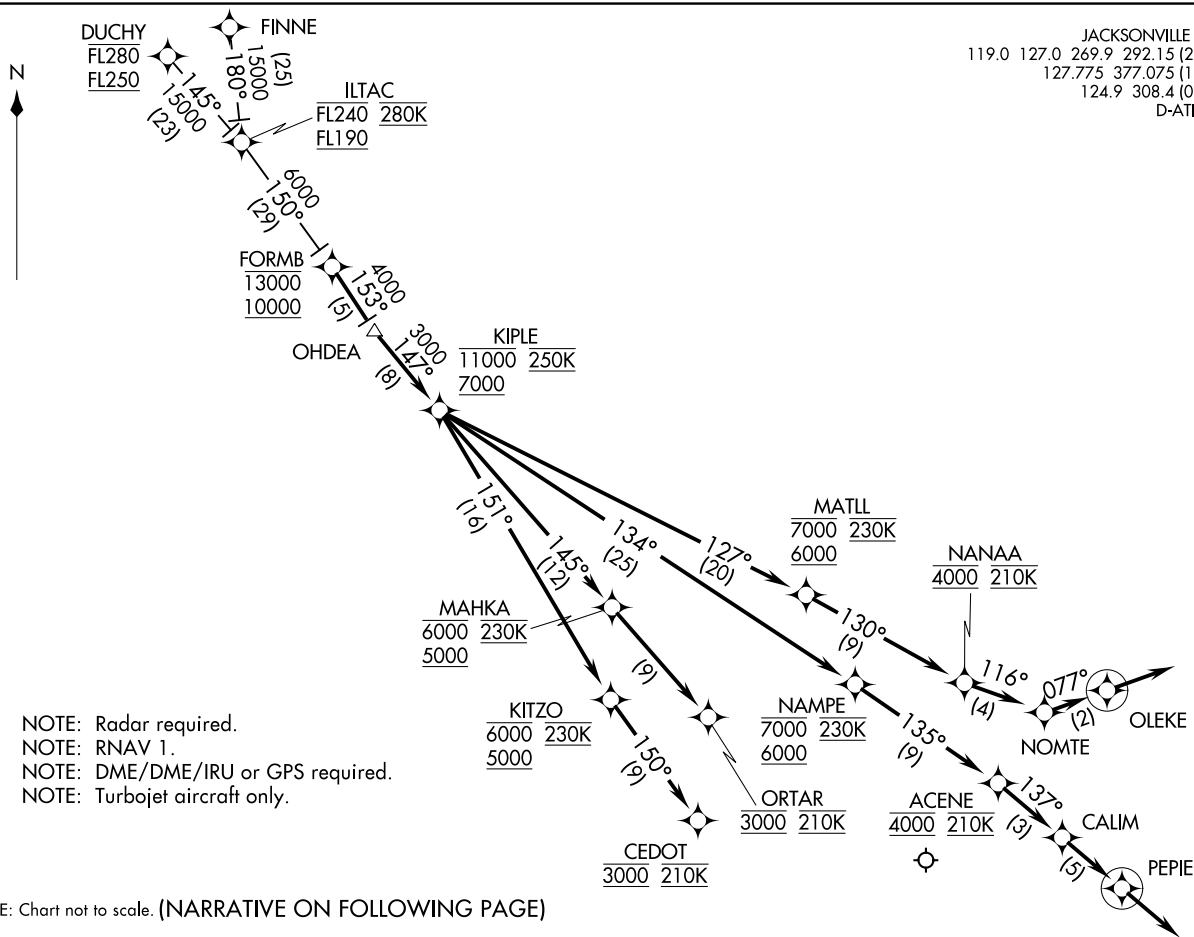 JACKSONVILLE
119.0 127.0 269.9 292.15 (2
127.775 377.075 (1
124.9 308.4 (0
D-ATI
N
DUCHY
FL280
FL250
FINNE
145°
15000
(23)
(25)
15000
180°
ILTAC
FL240 280K
FL190
6000
150°
(29)
FORMB
13000
10000
4000
153°
(5)
OHDEA
3000
147°
(8)
KIPLE
11000 250K
7000
151°
(16)
145°
(12)
134°
(25)
127°
(20)
MATLL
7000 230K
6000
NANAA
4000 210K
130°
(9)
116°
(4)
077°
(2)
OLEKE
NOMTE
MAHKA
6000 230K
5000
(9)
KITZO
6000 230K
5000
150°
(9)
NAMPE
7000 230K
6000
135°
(9)
ORTAR
3000 210K
ACENE
4000 210K
137°
(3)
CALIM
(5)
PEPIE
CEDOT
3000 210K
NOTE: Radar required.
NOTE: RNAV 1.
NOTE: DME/DME/IRU or GPS required.
NOTE: Turbojet aircraft only.
E: Chart not to scale. (NARRATIVE ON FOLLOWING PAGE)